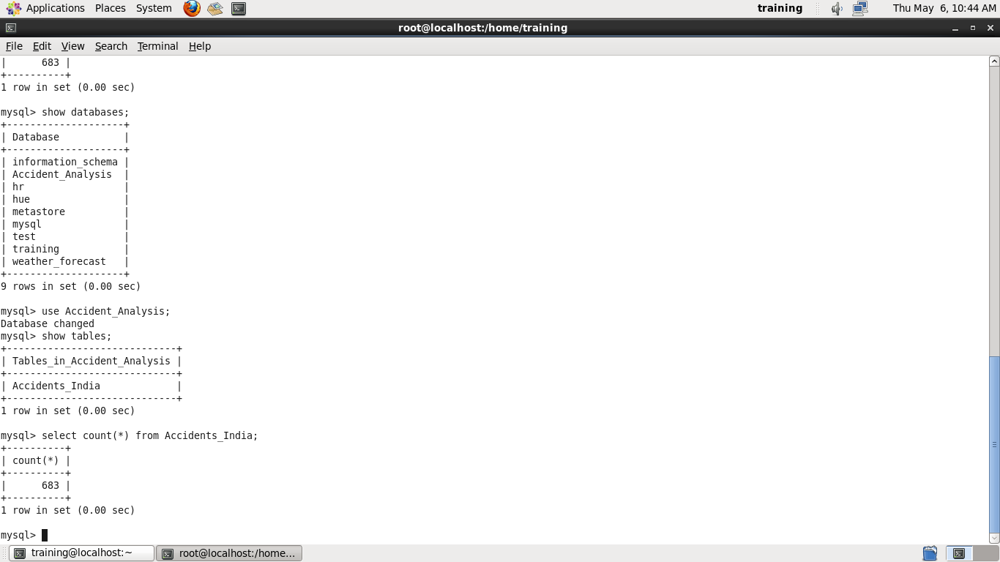 Applications Places System training Thu May 6, 10:44 AM
root@localhost:/home/training
File Edit View Search Terminal Help
|      683 |
+----------+
1 row in set (0.00 sec)
mysql> show databases;
+--------------------+
| Database           |
+--------------------+
| information_schema |
| Accident_Analysis  |
| hr                 |
| hue                |
| metastore          |
| mysql              |
| test               |
| training           |
| weather_forecast   |
+--------------------+
9 rows in set (0.00 sec)
mysql> use Accident_Analysis;
Database changed
mysql> show tables;
+-----------------------------+
| Tables_in_Accident_Analysis |
+-----------------------------+
| Accidents_India             |
+-----------------------------+
1 row in set (0.00 sec)
mysql> select count(*) from Accidents_India;
+----------+
| count(*) |
+----------+
|      683 |
+----------+
1 row in set (0.00 sec)
mysql>
training@localhost:~ root@localhost:/home...